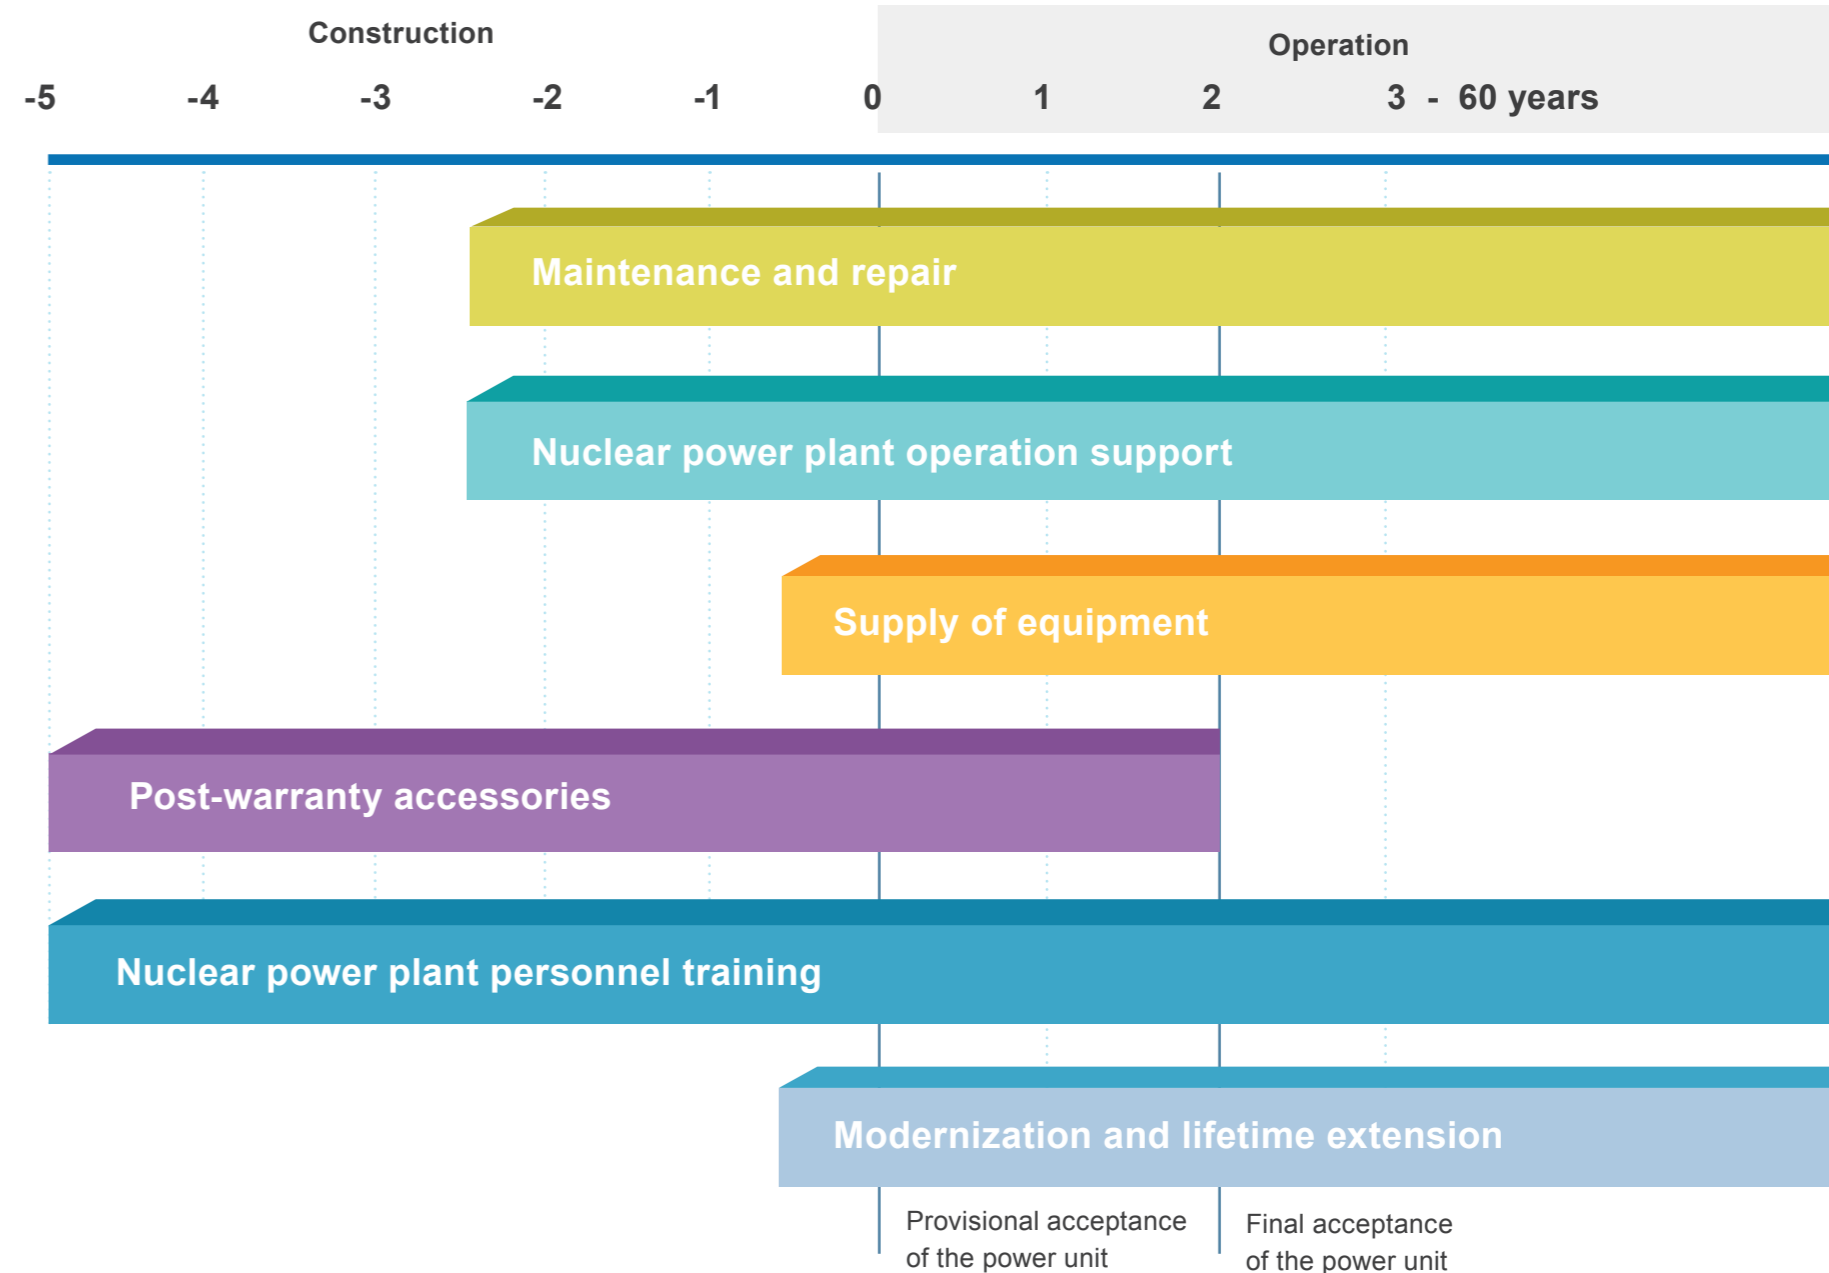 Construction
Operation
-5 -4 -3 -2 -1 0 1 2 3 - 60 years
Maintenance and repair
Nuclear power plant operation support
Supply of equipment
Post-warranty accessories
Nuclear power plant personnel training
Modernization and lifetime extension
Provisional acceptance
of the power unit
Final acceptance
of the power unit